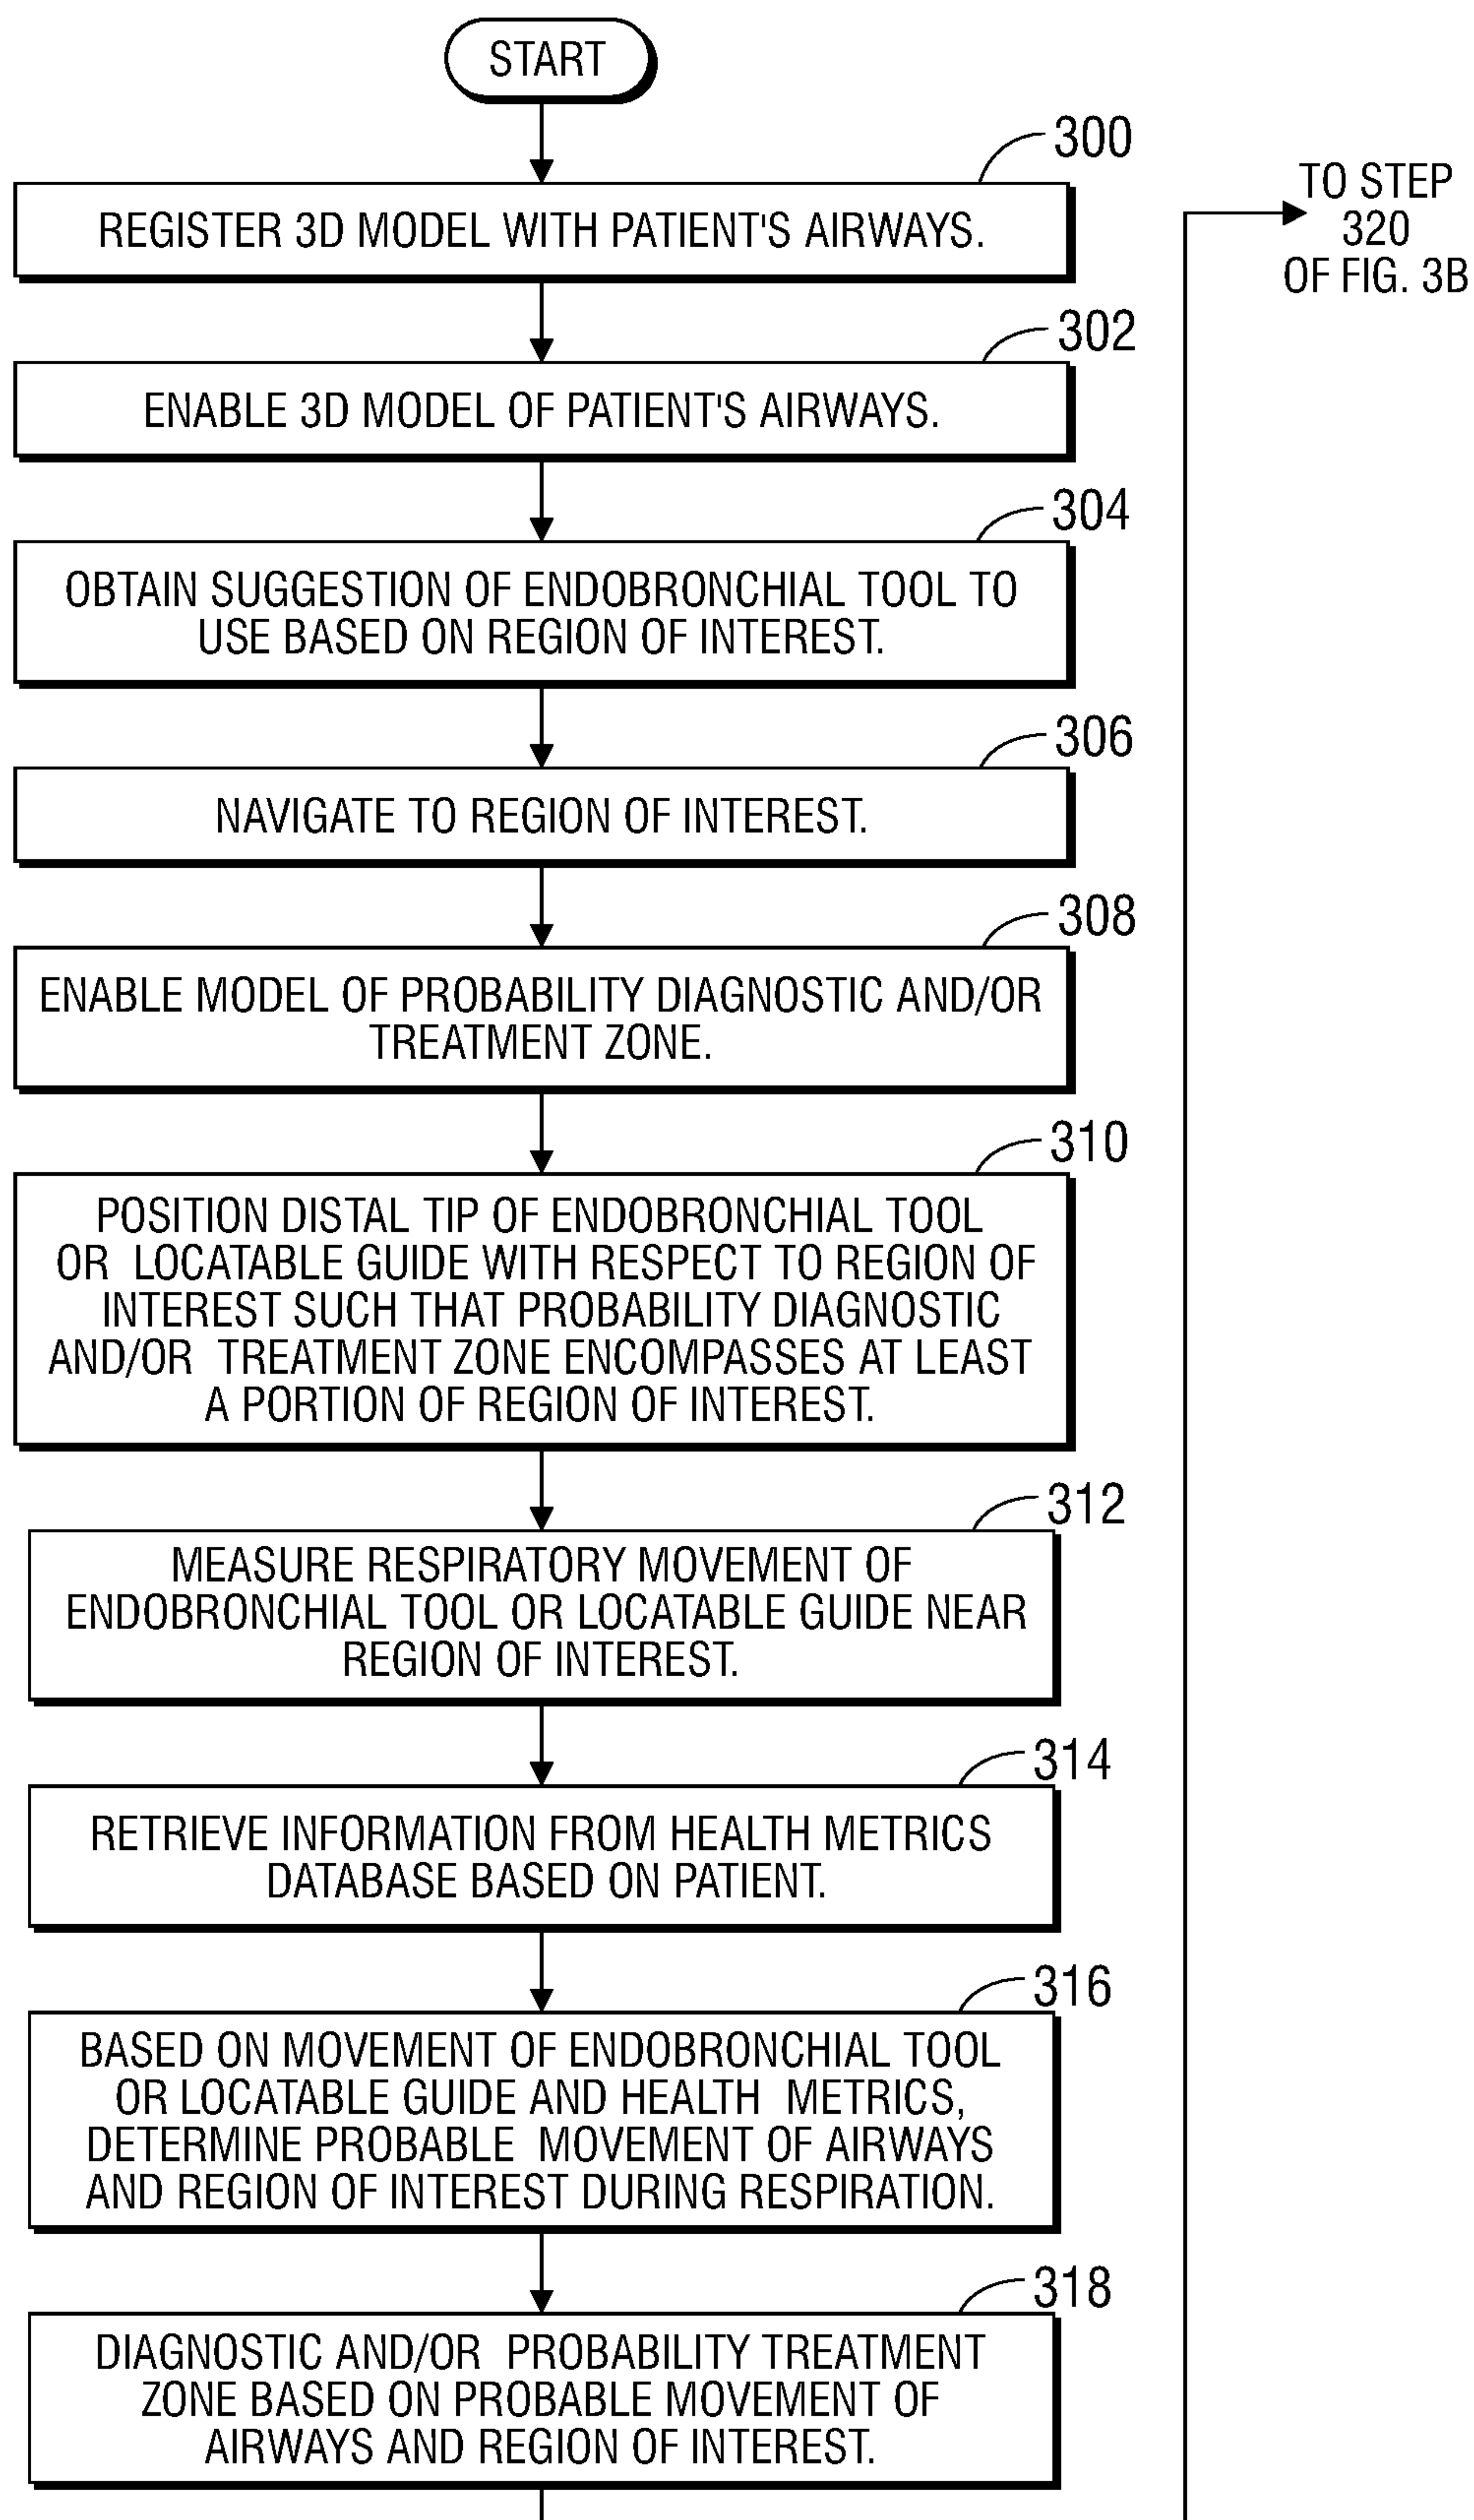 START
300
REGISTER 3D MODEL WITH PATIENT'S AIRWAYS.
TO STEP
320
OF FIG. 3B
302
ENABLE 3D MODEL OF PATIENT'S AIRWAYS.
304
OBTAIN SUGGESTION OF ENDOBRONCHIAL TOOL TO
USE BASED ON REGION OF INTEREST.
306
NAVIGATE TO REGION OF INTEREST.
308
ENABLE MODEL OF PROBABILITY DIAGNOSTIC AND/OR
TREATMENT ZONE.
310
POSITION DISTAL TIP OF ENDOBRONCHIAL TOOL
OR LOCATABLE GUIDE WITH RESPECT TO REGION OF
INTEREST SUCH THAT PROBABILITY DIAGNOSTIC
AND/OR TREATMENT ZONE ENCOMPASSES AT LEAST
A PORTION OF REGION OF INTEREST.
312
MEASURE RESPIRATORY MOVEMENT OF
ENDOBRONCHIAL TOOL OR LOCATABLE GUIDE NEAR
REGION OF INTEREST.
314
RETRIEVE INFORMATION FROM HEALTH METRICS
DATABASE BASED ON PATIENT.
316
BASED ON MOVEMENT OF ENDOBRONCHIAL TOOL
OR LOCATABLE GUIDE AND HEALTH METRICS,
DETERMINE PROBABLE MOVEMENT OF AIRWAYS
AND REGION OF INTEREST DURING RESPIRATION.
318
DIAGNOSTIC AND/OR PROBABILITY TREATMENT
ZONE BASED ON PROBABLE MOVEMENT OF
AIRWAYS AND REGION OF INTEREST.